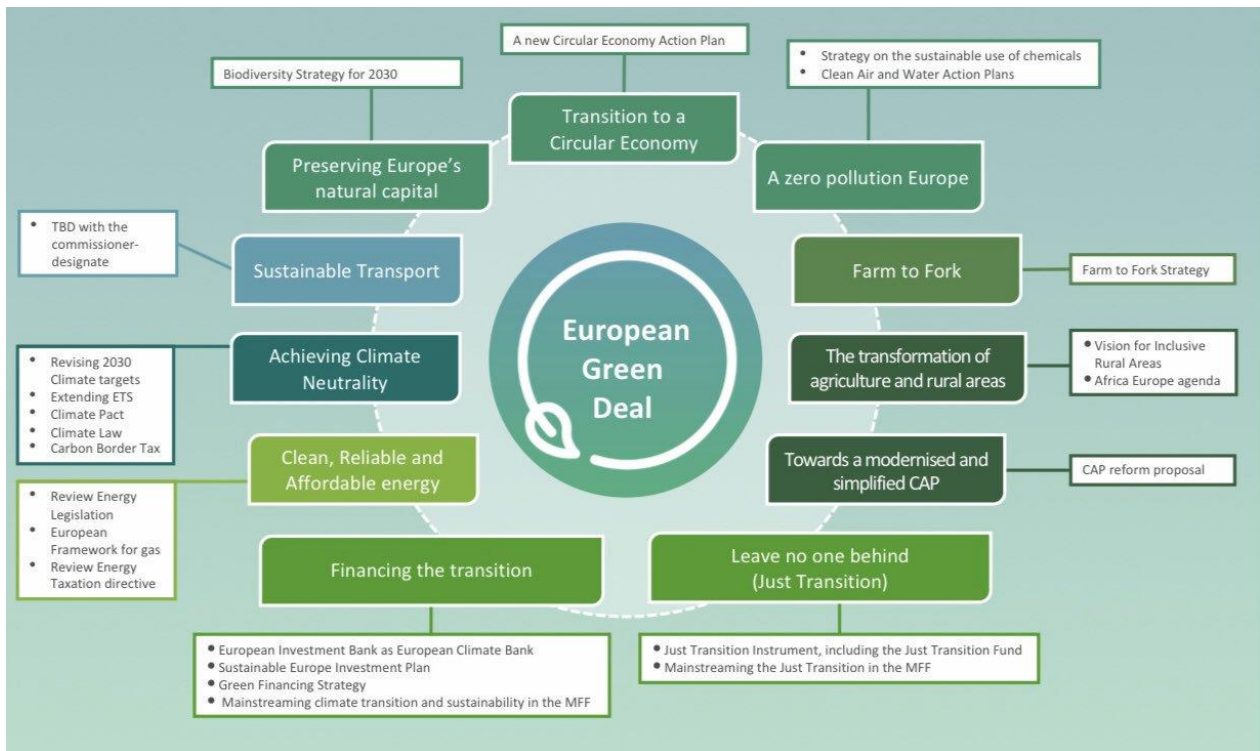 A new Circular Economy Action Plan
Transition to a
Circular Economy
Biodiversity Strategy for 2030
Preserving Europe's
natural capital
• Strategy on the sustainable use of chemicals
• Clean Air and Water Action Plans
A zero pollution Europe
• TBD with the
commissioner-
designate
Sustainable Transport
Farm to Fork
Farm to Fork Strategy
European
Green
Deal
• Revising 2030
Climate targets
• Extending ETS
• Climate Pact
• Climate Law
• Carbon Border Tax
Achieving Climate
Neutrality
The transformation of
agriculture and rural areas
• Vision for Inclusive
Rural Areas
• Africa Europe agenda
• Review Energy
Legislation
• European
Framework for gas
• Review Energy
Taxation directive
Clean, Reliable and
Affordable energy
Towards a modernised and
simplified CAP
CAP reform proposal
Financing the transition
• European Investment Bank as European Climate Bank
• Sustainable Europe Investment Plan
• Green Financing Strategy
• Mainstreaming climate transition and sustainability in the MFF
Leave no one behind
(Just Transition)
• Just Transition Instrument, including the Just Transition Fund
• Mainstreaming the Just Transition in the MFF